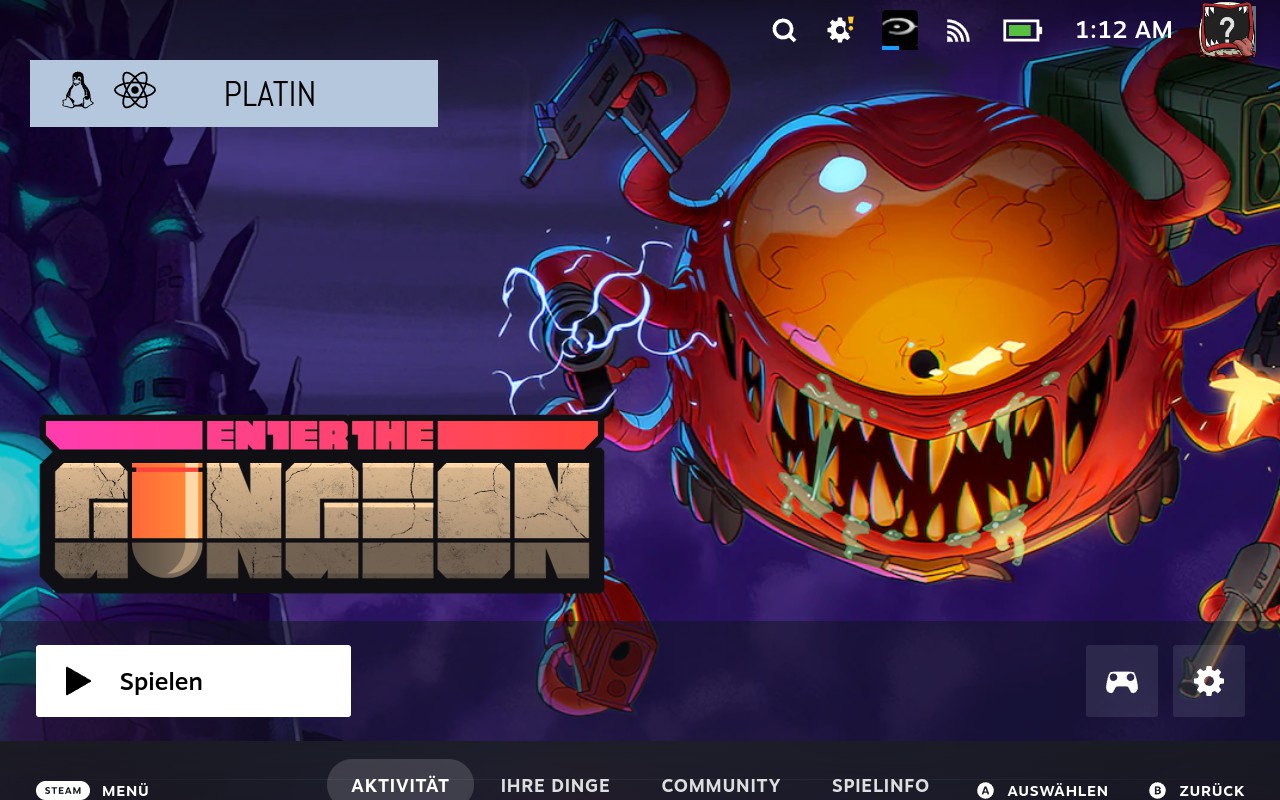 1:12 AM
?
PLATIN
ENTER THE
GUNGEON
Spielen
STEAM MENÜ AKTIVITÄT IHRE DINGE COMMUNITY SPIELINFO A AUSWÄHLEN B ZURÜCK